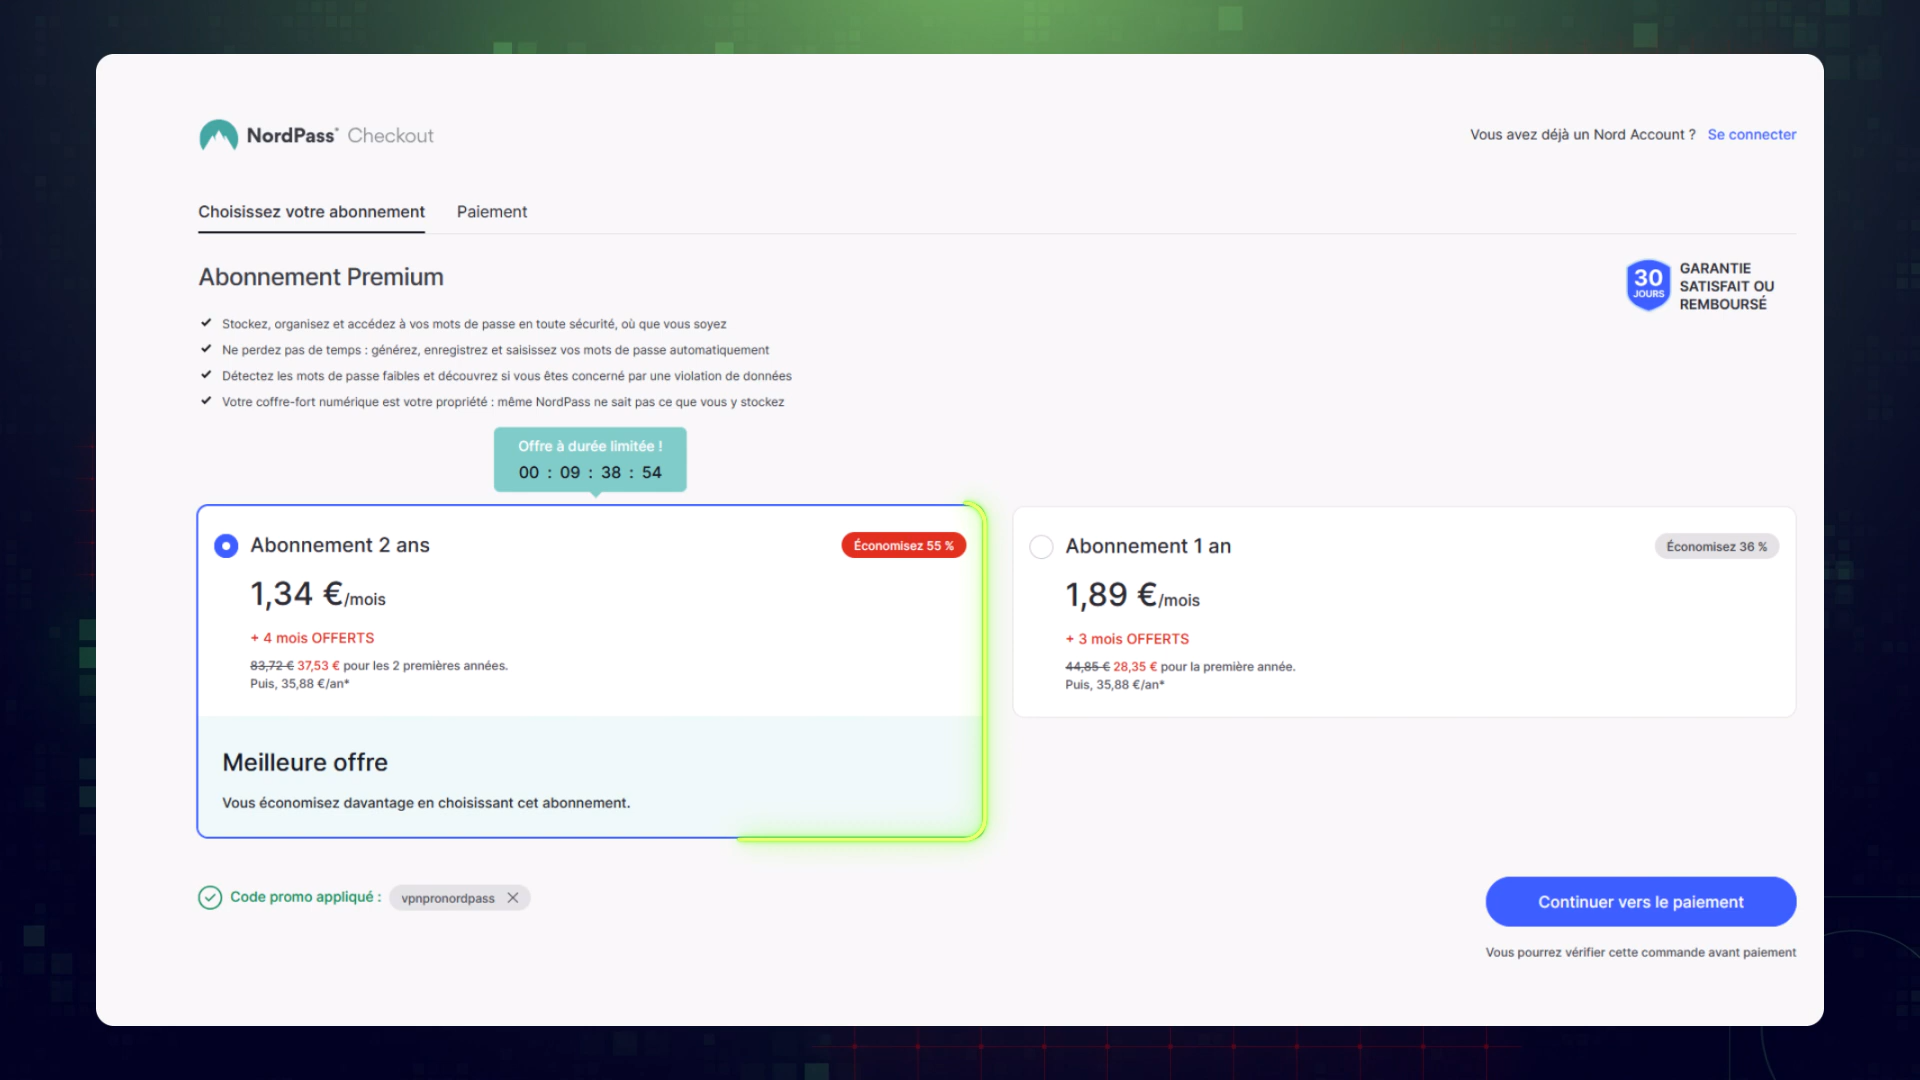 NordPass® Checkout
Vous avez déjà un Nord Account ? Se connecter
Choisissez votre abonnement
Paiement
Abonnement Premium
30
JOURS
GARANTIE
SATISFAIT OU
REMBOURSÉ
Stockez, organisez et accédez à vos mots de passe en toute sécurité, où que vous soyez
Ne perdez pas de temps : générez, enregistrez et saisissez vos mots de passe automatiquement
Détectez les mots de passe faibles et découvrez si vous êtes concerné par une violation de données
Votre coffre-fort numérique est votre propriété : même NordPass ne sait pas ce que vous y stockez
Offre à durée limitée !
00 : 09 : 38 : 54
Abonnement 2 ans
Économisez 55 %
1,34 €/mois
+ 4 mois OFFERTS
83,72 € 37,53 € pour les 2 premières années.
Puis, 35,88 €/an*
Meilleure offre
Vous économisez davantage en choisissant cet abonnement.
Abonnement 1 an
Économisez 36 %
1,89 €/mois
+ 3 mois OFFERTS
44,85 € 28,35 € pour la première année.
Puis, 35,88 €/an*
Code promo appliqué : vpnpronordpass
Continuer vers le paiement
Vous pourrez vérifier cette commande avant paiement